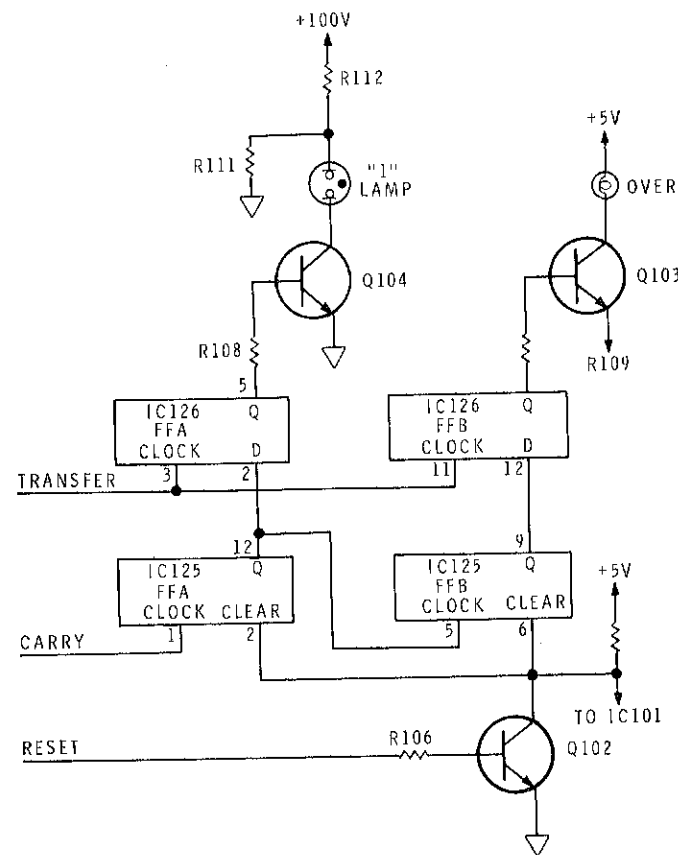 +100V
R112
+5V
R111
"1"
LAMP
OVER
Q104
Q103
R108
R109
5
IC126 Q
FFA
CLOCK D
3 2
IC126 Q
FFB
CLOCK D
11 12
TRANSFER
12
IC125 Q
FFA
CLOCK CLEAR
1 2
9
IC125 Q
FFB
CLOCK CLEAR
5 6
+5V
CARRY
TO IC101
RESET
R106
Q102